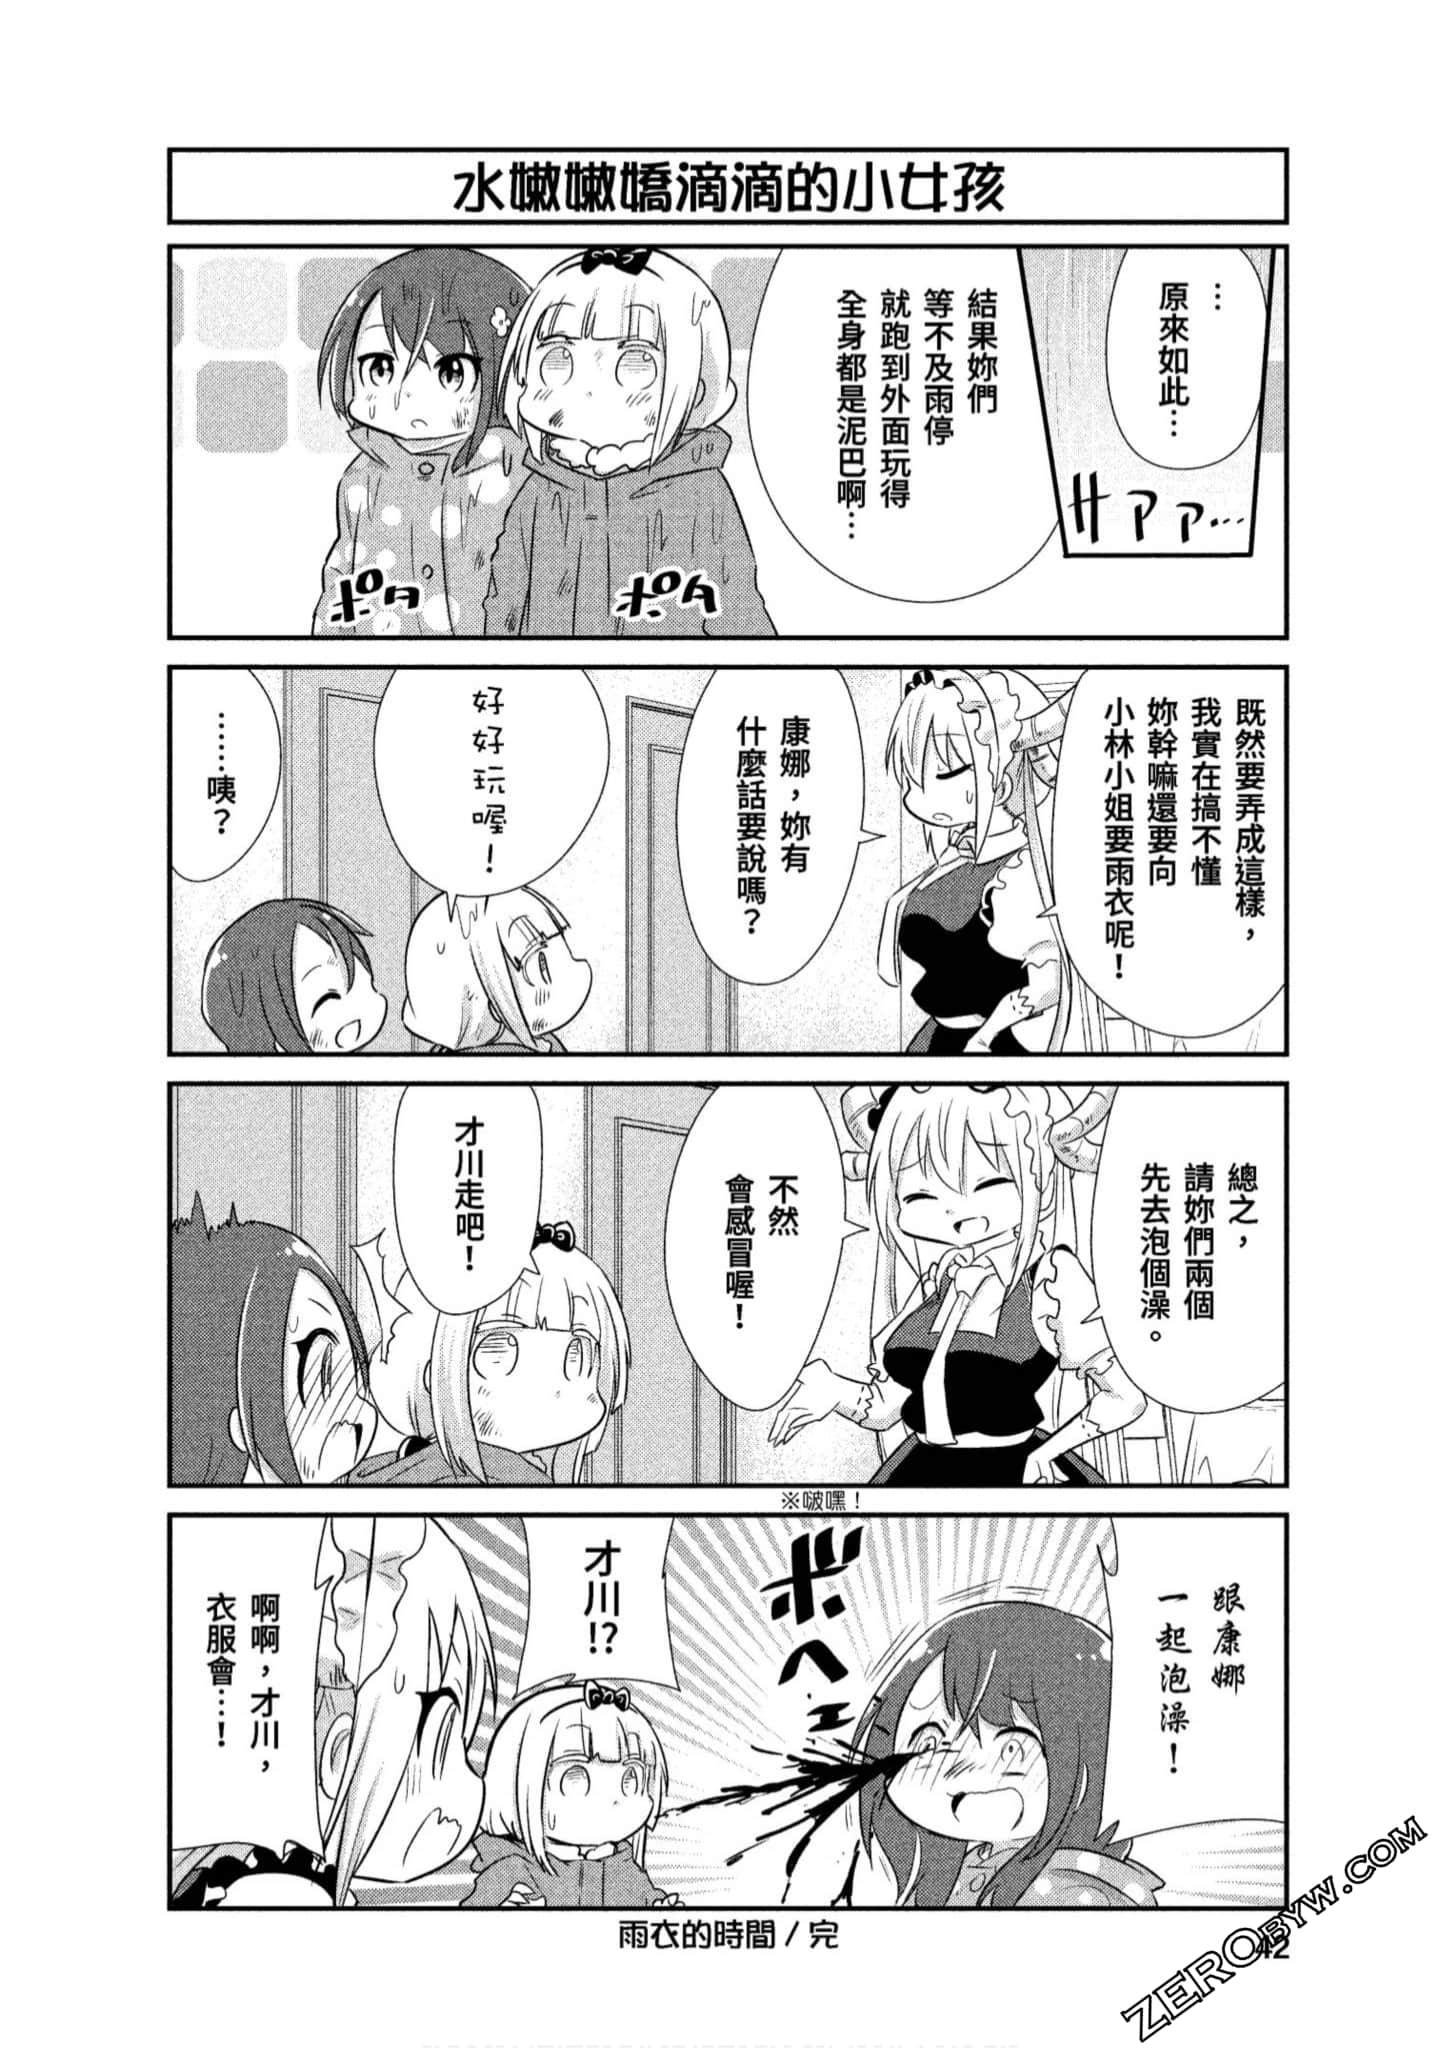 水嫩嫩嬌滴滴的小女孩
…
原來如此…
ザアア…
結果妳們
等不及雨停
就跑到外面玩得
全身都是泥巴啊…
ポタ
ポタ
既然要弄成這樣，
我實在搞不懂
妳幹嘛還要向
小林小姐要雨衣呢！
康娜，妳有
什麼話要說嗎？
好好玩喔！
……咦？
總之，
請妳們兩個
先去泡個澡。
不然
會感冒喔！
才川走吧！
※啵嘿！
跟康娜
一起泡澡！
ボヘェ
才川!?
啊啊，才川，
衣服會…！
雨衣的時間／完
42
ZEROBYW.COM